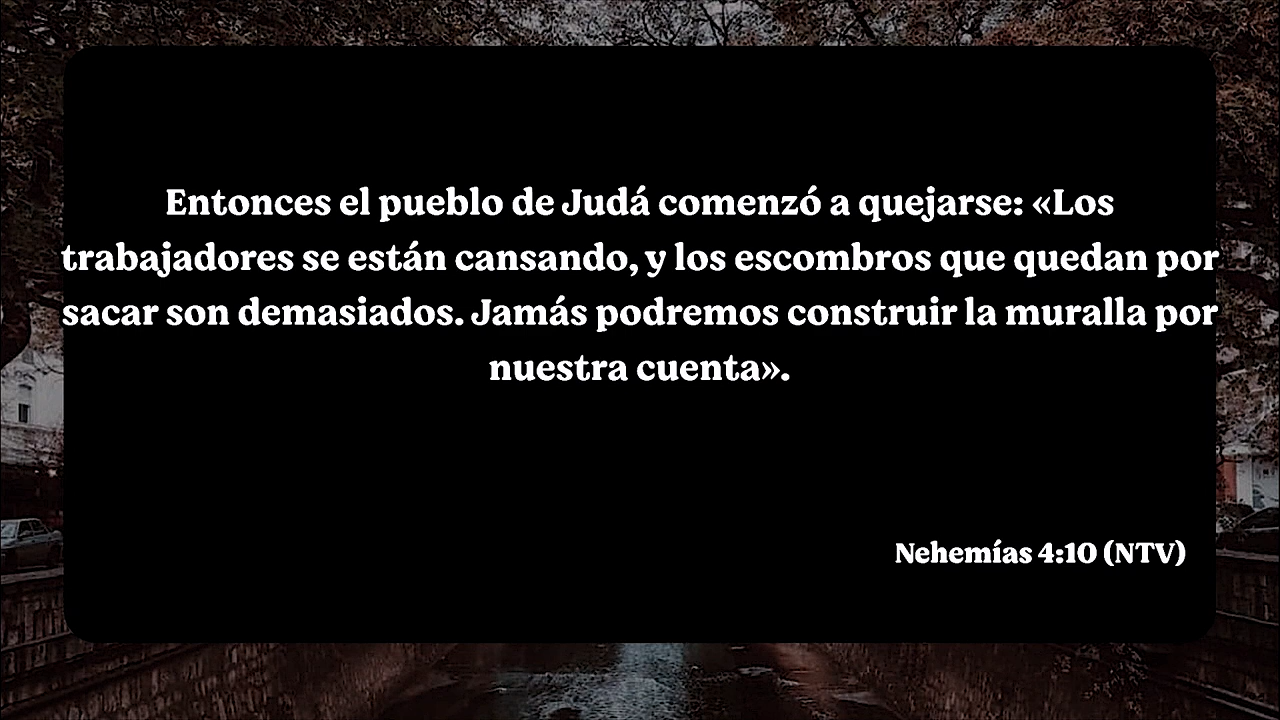 Entonces el pueblo de Judá comenzó a quejarse: «Los
trabajadores se están cansando, y los escombros que quedan por
sacar son demasiados. Jamás podremos construir la muralla por
nuestra cuenta».
Nehemías 4:10 (NTV)